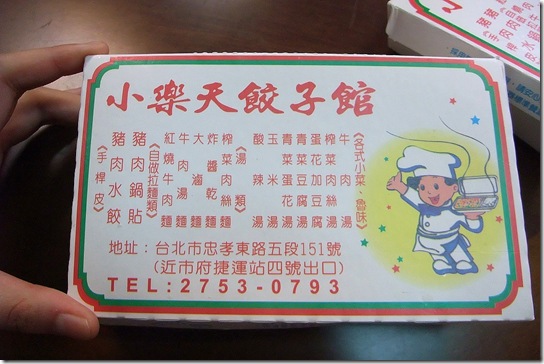 小樂天餃子館
《手桿皮》
豬肉水餃
豬肉鍋貼
《自做拉麵類》
紅燒牛肉麵
牛肉湯麵
大滷麵
炸醬乾麵
榨菜肉絲麵
《湯類》
酸辣湯
玉米湯
青菜蛋花湯
青菜豆腐湯
蛋花加豆腐
榨菜肉絲湯
牛肉湯
《各式小菜、魯味》
地址：台北市忠孝東路五段151號
(近市府捷運站四號出口)
TEL:2753-0793